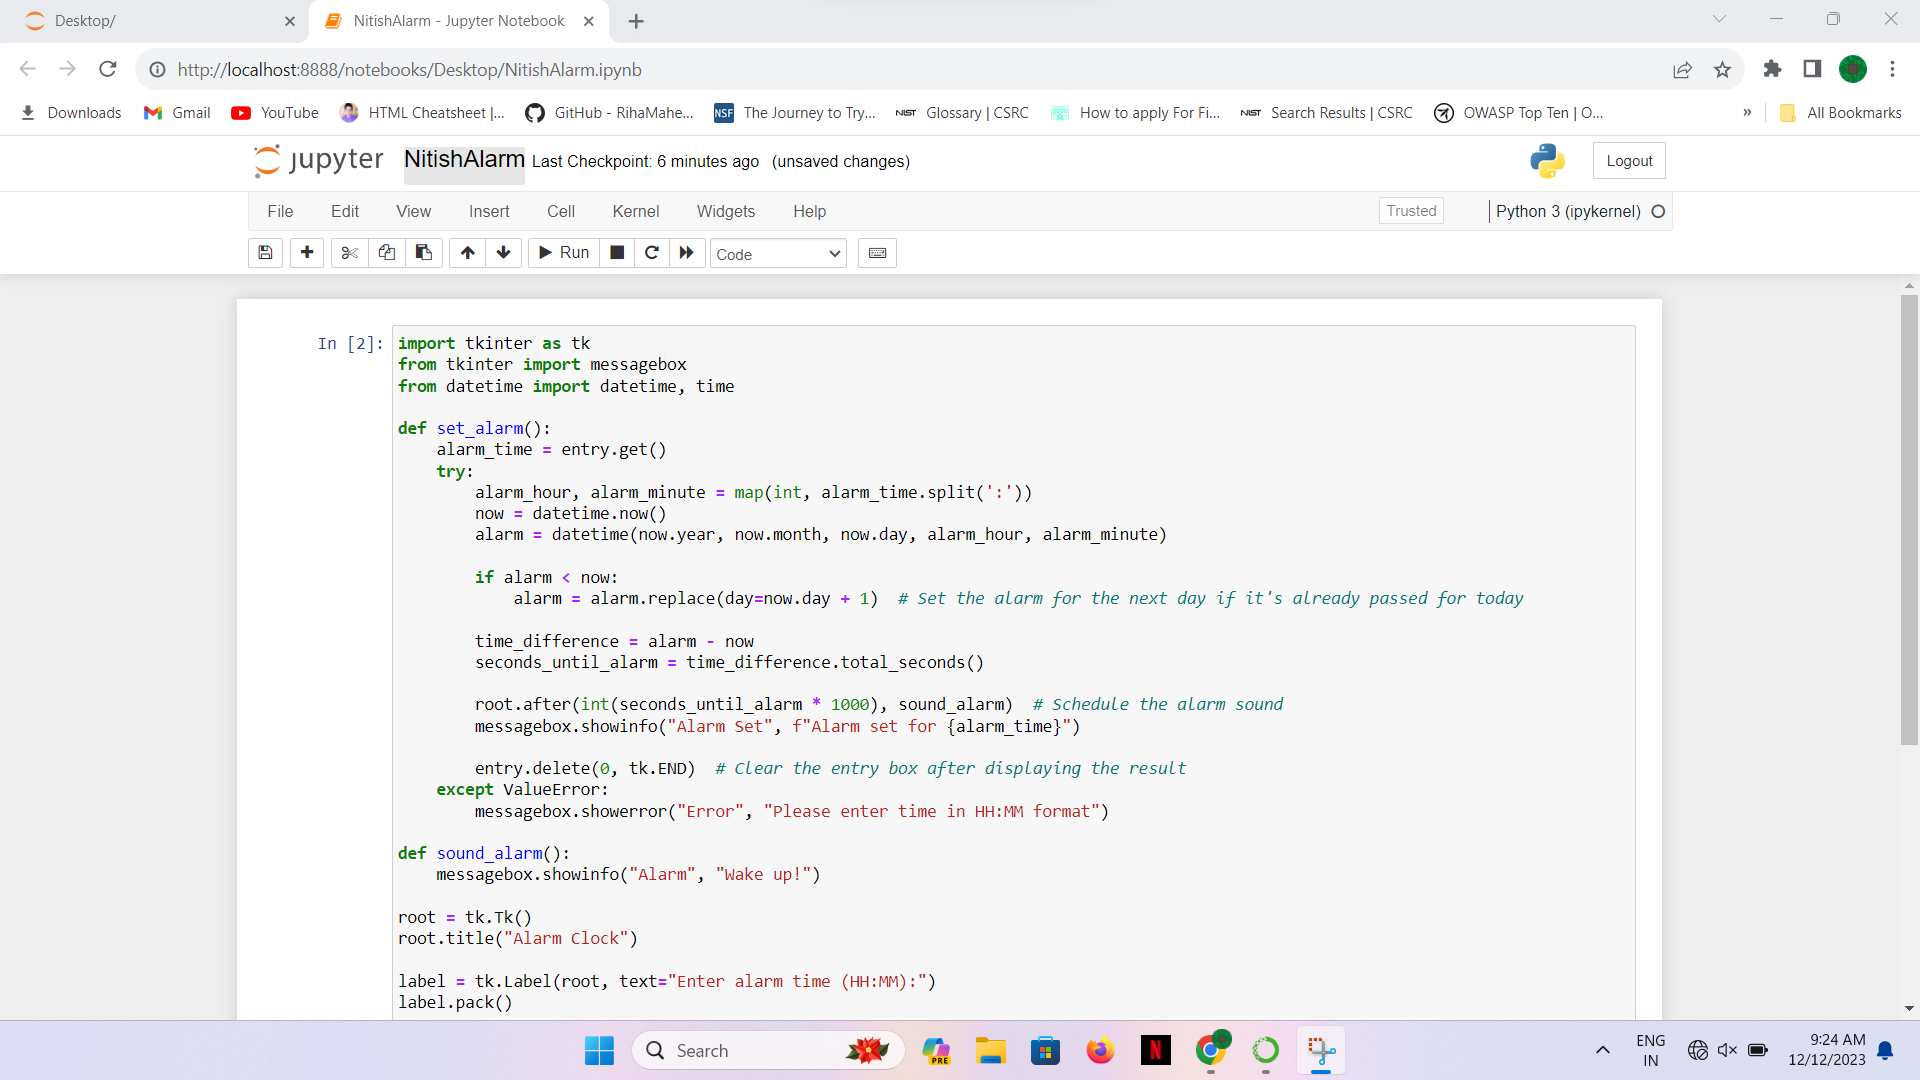 Desktop/
NitishAlarm - Jupyter Notebook
http://localhost:8888/notebooks/Desktop/NitishAlarm.ipynb
Downloads Gmail YouTube HTML Cheatsheet |... GitHub - RihaMahe... NSF The Journey to Try... NIST Glossary | CSRC How to apply For Fi... NIST Search Results | CSRC OWASP Top Ten | O... » All Bookmarks
jupyter NitishAlarm Last Checkpoint: 6 minutes ago (unsaved changes) Logout
File Edit View Insert Cell Kernel Widgets Help Trusted Python 3 (ipykernel)
Run Code
In [2]:
import tkinter as tk
from tkinter import messagebox
from datetime import datetime, time
def set_alarm():
    alarm_time = entry.get()
    try:
        alarm_hour, alarm_minute = map(int, alarm_time.split(':'))
        now = datetime.now()
        alarm = datetime(now.year, now.month, now.day, alarm_hour, alarm_minute)
        if alarm < now:
            alarm = alarm.replace(day=now.day + 1)  # Set the alarm for the next day if it's already passed for today
        time_difference = alarm - now
        seconds_until_alarm = time_difference.total_seconds()
        root.after(int(seconds_until_alarm * 1000), sound_alarm)  # Schedule the alarm sound
        messagebox.showinfo("Alarm Set", f"Alarm set for {alarm_time}")
        entry.delete(0, tk.END)  # Clear the entry box after displaying the result
    except ValueError:
        messagebox.showerror("Error", "Please enter time in HH:MM format")
def sound_alarm():
    messagebox.showinfo("Alarm", "Wake up!")
root = tk.Tk()
root.title("Alarm Clock")
label = tk.Label(root, text="Enter alarm time (HH:MM):")
label.pack()
Search
PRE
N
ENG
IN
9:24 AM
12/12/2023